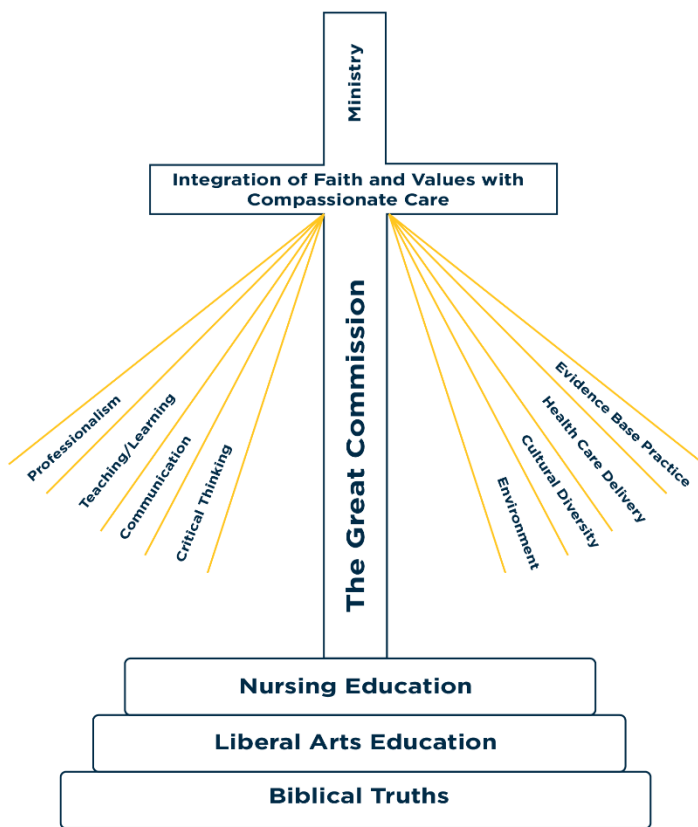 Ministry
Integration of Faith and Values with
Compassionate Care
The Great Commission
Professionalism
Teaching/Learning
Communication
Critical Thinking
Environment
Cultural Diversity
Health Care Delivery
Evidence Base Practice
Nursing Education
Liberal Arts Education
Biblical Truths